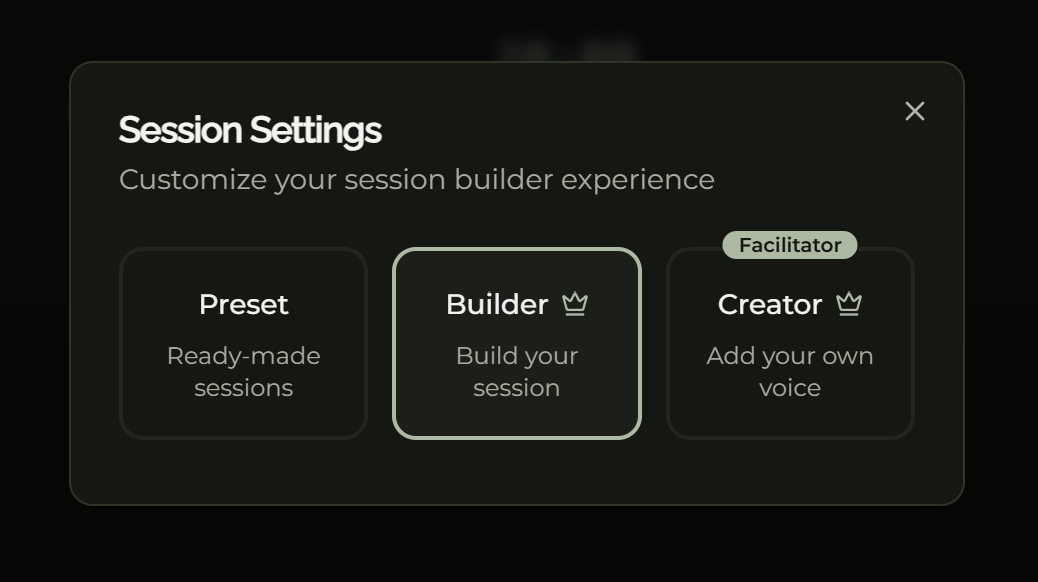 Session Settings
Customize your session builder experience
Facilitator
Preset
Ready-made
sessions
Builder
Build your
session
Creator
Add your own
voice